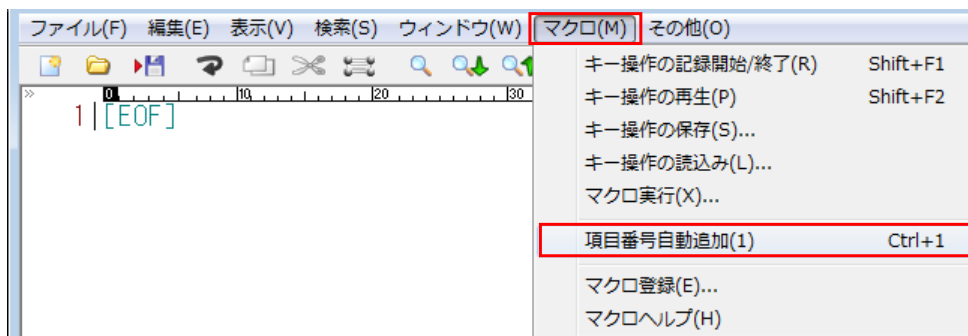 ファイル(F) 編集(E) 表示(V) 検索(S) ウィンドウ(W) マクロ(M) その他(O)
0 10 20 30
1 [EOF]
キー操作の記録開始/終了(R) Shift+F1
キー操作の再生(P) Shift+F2
キー操作の保存(S)...
キー操作の読込み(L)...
マクロ実行(X)...
項目番号自動追加(1) Ctrl+1
マクロ登録(E)...
マクロヘルプ(H)